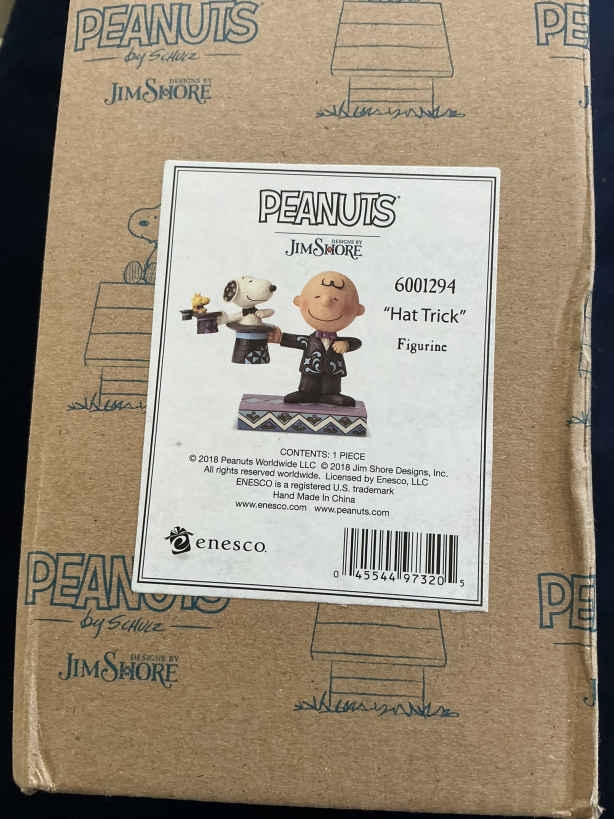 PEANUTS
by SCHULZ
DESIGNS BY
JIM SHORE
PE
J
PEANUTS®
DESIGNS BY
JIM SHORE
6001294
“Hat Trick”
Figurine
CONTENTS: 1 PIECE
© 2018 Peanuts Worldwide LLC © 2018 Jim Shore Designs, Inc.
All rights reserved worldwide. Licensed by Enesco, LLC
ENESCO is a registered U.S. trademark
Hand Made In China
www.enesco.com www.peanuts.com
enesco.
0 45544 97320 5
PEANUTS
by SCHULZ
DESIGNS BY
JIM SHORE
PE
J